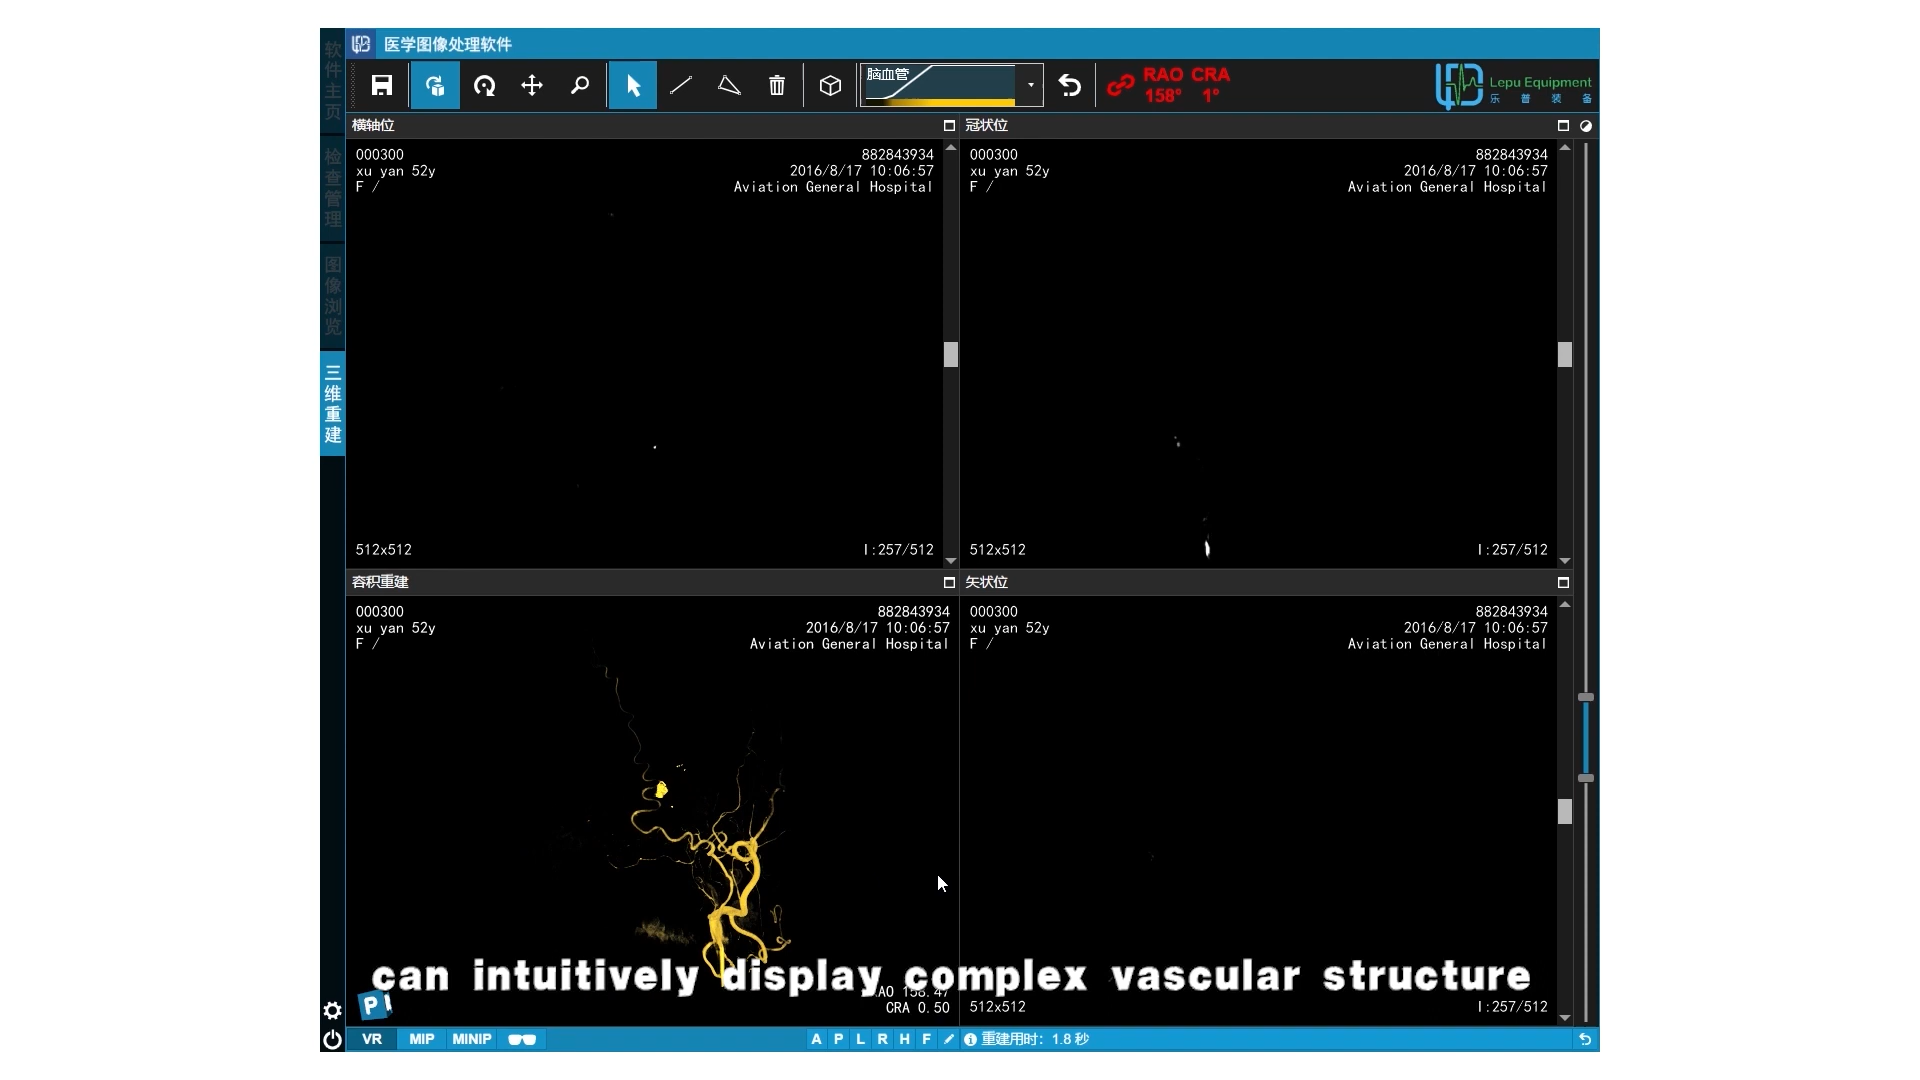 医学图像处理软件
软件主页
检查管理
图像浏览
三维重建
脑血管
RAO CRA
158° 1°
Lepu Equipment
乐普装备
横轴位
000300
882843934
xu yan 52y
2016/8/17 10:06:57
F /
Aviation General Hospital
512x512
I:257/512
冠状位
000300
882843934
xu yan 52y
2016/8/17 10:06:57
F /
Aviation General Hospital
512x512
I:257/512
容积重建
000300
882843934
xu yan 52y
2016/8/17 10:06:57
F /
Aviation General Hospital
CRA 0.50
P
矢状位
000300
882843934
xu yan 52y
2016/8/17 10:06:57
F /
Aviation General Hospital
can intuitively display complex vascular structure
512x512
I:257/512
VR MIP MINIP
A P L R H F
重建用时: 1.8 秒